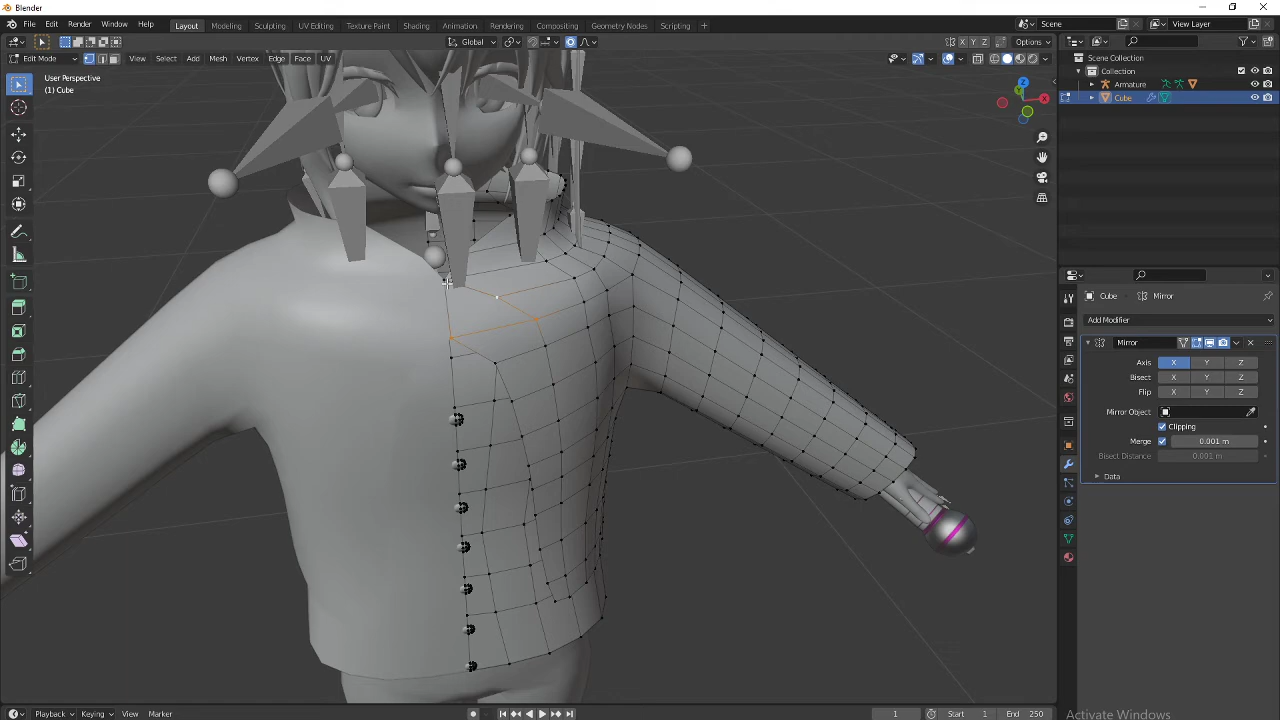 Blender
File Edit Render Window Help
Layout Modeling Sculpting UV Editing Texture Paint Shading Animation Rendering Compositing Geometry Nodes Scripting +
Scene
View Layer
Global
X Y Z
Options
Edit Mode
View Select Add Mesh Vertex Edge Face UV
User Perspective
(1) Cube
Scene Collection
Collection
Armature
Cube
Cube
Mirror
Add Modifier
Mirror
Axis X Y Z
Bisect X Y Z
Flip X Y Z
Mirror Object
Clipping
Merge 0.001 m
Bisect Distance 0.001 m
Data
Playback Keying View Marker
1
Start 1
End 250
Activate Windows